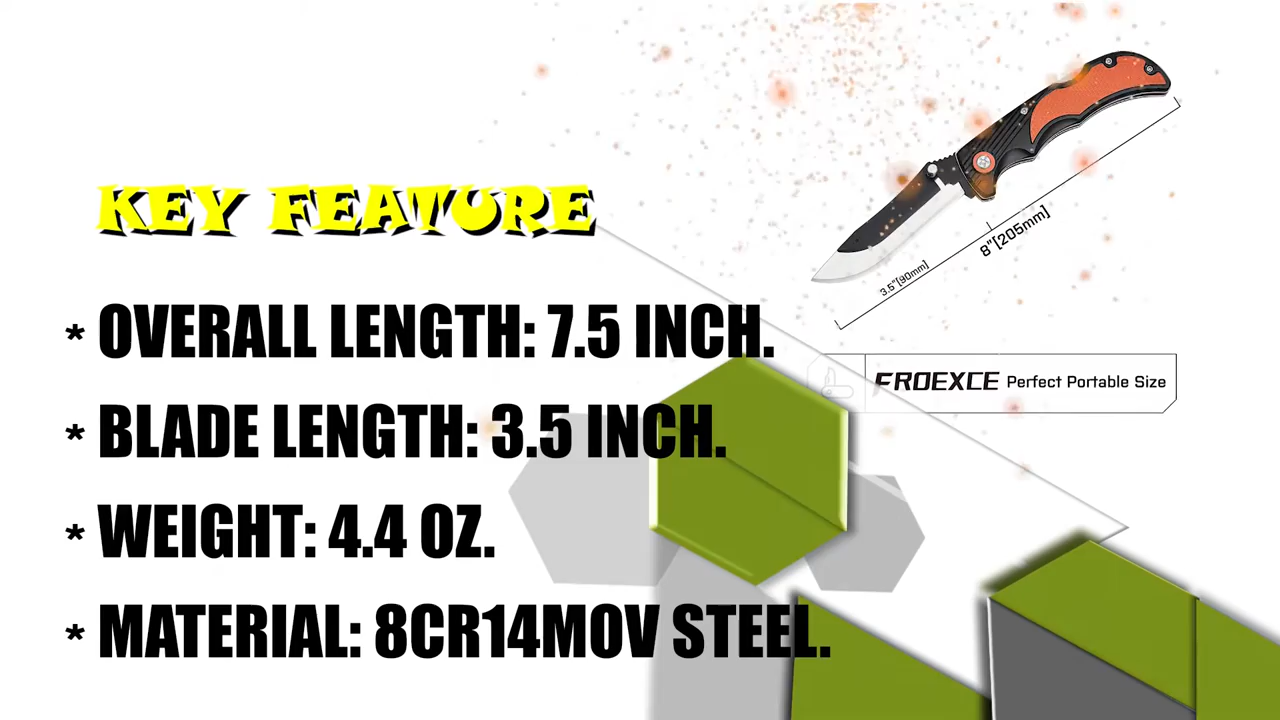 KEY FEATURE
* OVERALL LENGTH: 7.5 INCH.
* BLADE LENGTH: 3.5 INCH.
* WEIGHT: 4.4 OZ.
* MATERIAL: 8CR14MOV STEEL.
3.5"[90mm]
8"[205mm]
FROEXCE Perfect Portable Size